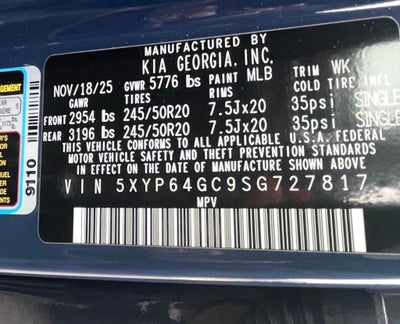 MANUFACTURED BY
KIA GEORGIA, INC.
NOV/18/25 GVWR 5776 lbs PAINT MLB TRIM WK
GAWR TIRES RIMS COLD TIRE INFL
FRONT 2954 lbs 245/50R20 7.5Jx20 35psi SINGLE
REAR 3196 lbs 245/50R20 7.5Jx20 35psi SINGLE
THIS VEHICLE CONFORMS TO ALL APPLICABLE U.S.A. FEDERAL
MOTOR VEHICLE SAFETY AND THEFT PREVENTION STANDARDS
IN EFFECT ON THE DATE OF MANUFACTURE SHOWN ABOVE
VIN 5XYP64GC9SG727817
MPV
9110